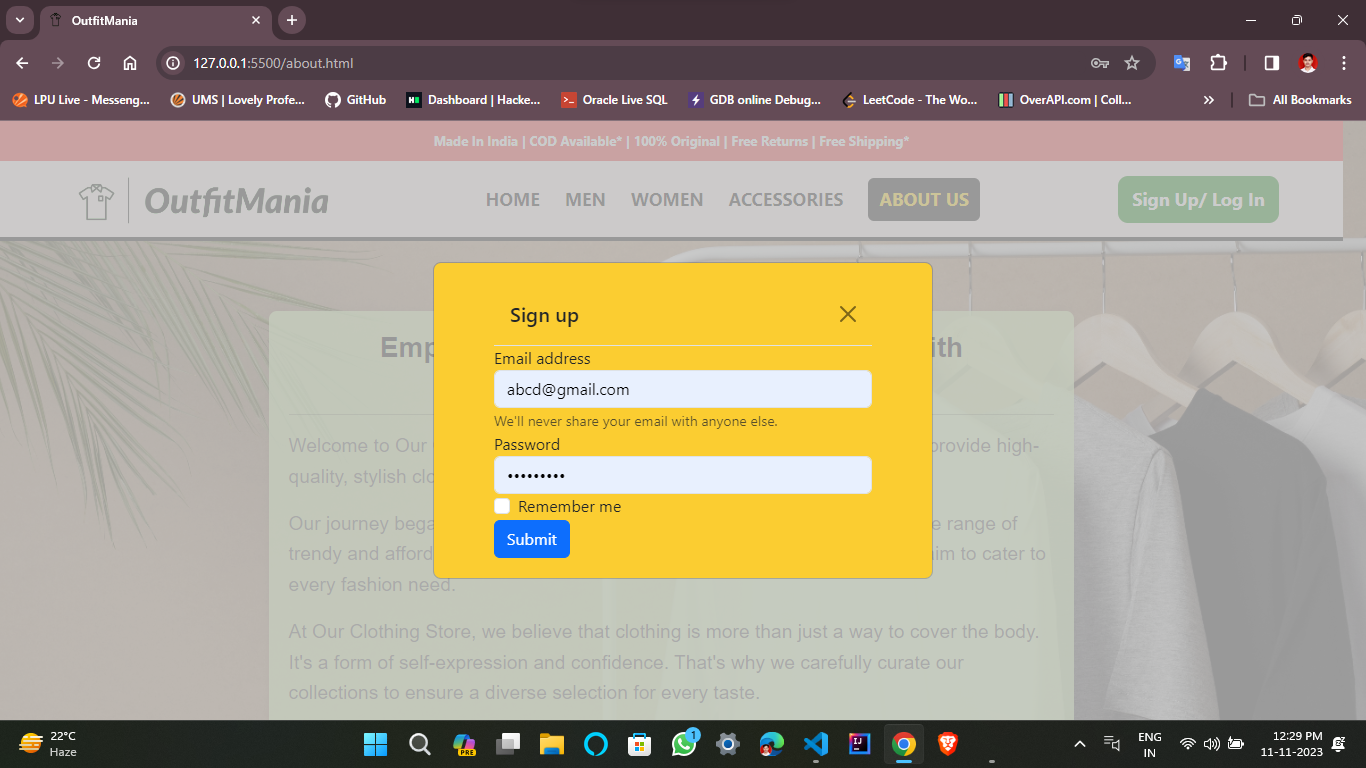 OutfitMania
127.0.0.1:5500/about.html
LPU Live - Messeng...
UMS | Lovely Profe...
GitHub
Dashboard | Hacke...
Oracle Live SQL
GDB online Debug...
LeetCode - The Wo...
OverAPI.com | Coll...
All Bookmarks
Made In India | COD Available* | 100% Original | Free Returns | Free Shipping*
OutfitMania
HOME
MEN
WOMEN
ACCESSORIES
ABOUT US
Sign Up/ Log In
Sign up
Email address
abcd@gmail.com
We'll never share your email with anyone else.
Password
•••••••••
Remember me
Submit
Welcome to Our
provide high-
quality, stylish
Our journey
range of
trendy and
to cater to
every fashion need.
At Our Clothing Store, we believe that clothing is more than just a way to cover the body.
It's a form of self-expression and confidence. That's why we carefully curate our
collections to ensure a diverse selection for every taste.
22°C
Haze
PRE
1
ENG
IN
12:29 PM
11-11-2023